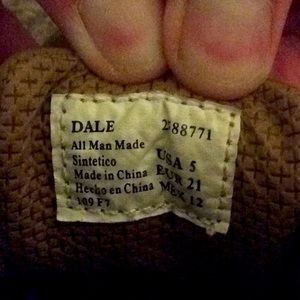 DALE 288771
All Man Made
Sintetico USA 5
Made in China EUR 21
Hecho en China MEX 12
109 F7